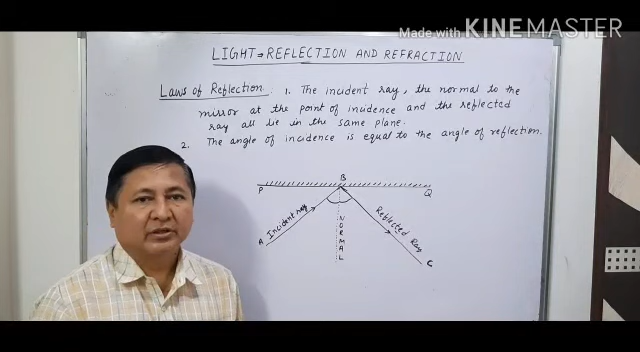 Made with KINEMASTER
LIGHT⇒REFLECTION AND REFRACTION
Laws of Reflection: 1. The incident ray, the normal to the
mirror at the point of incidence and the reflected
ray all lie in the same plane.
2. The angle of incidence is equal to the angle of reflection.
B
P Q
Incident ray
Reflected Ray
NORMAL
A
C